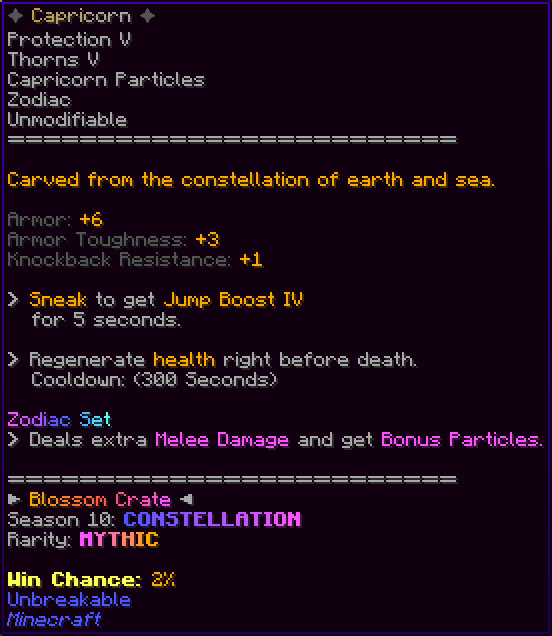 ✦ Capricorn ✦
Protection V
Thorns V
Capricorn Particles
Zodiac
Unmodifiable
==============================
Carved from the constellation of earth and sea.
Armor: +6
Armor Toughness: +3
Knockback Resistance: +1
> Sneak to get Jump Boost IV
for 5 seconds.
> Regenerate health right before death.
Cooldown: (300 Seconds)
Zodiac Set
> Deals extra Melee Damage and get Bonus Particles.
==============================
► Blossom Crate ◄
Season 10: CONSTELLATION
Rarity: MYTHIC
Win Chance: 2%
Unbreakable
Minecraft